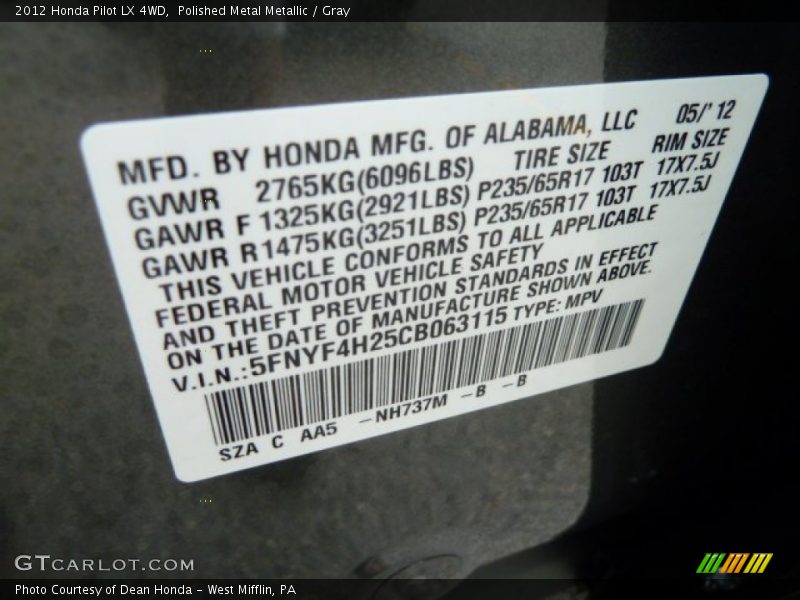 2012 Honda Pilot LX 4WD,  Polished Metal Metallic / Gray
MFD. BY HONDA MFG. OF ALABAMA, LLC 05/'12
GVWR 2765KG(6096LBS) TIRE SIZE RIM SIZE
GAWR F 1325KG(2921LBS) P235/65R17 103T 17X7.5J
GAWR R 1475KG(3251LBS) P235/65R17 103T 17X7.5J
THIS VEHICLE CONFORMS TO ALL APPLICABLE
FEDERAL MOTOR VEHICLE SAFETY
AND THEFT PREVENTION STANDARDS IN EFFECT
ON THE DATE OF MANUFACTURE SHOWN ABOVE.
V.I.N.:5FNYF4H25CB063115 TYPE: MPV
SZA C AA5 -NH737M -B -B
GTCARLOT.COM
Photo Courtesy of Dean Honda - West Mifflin, PA